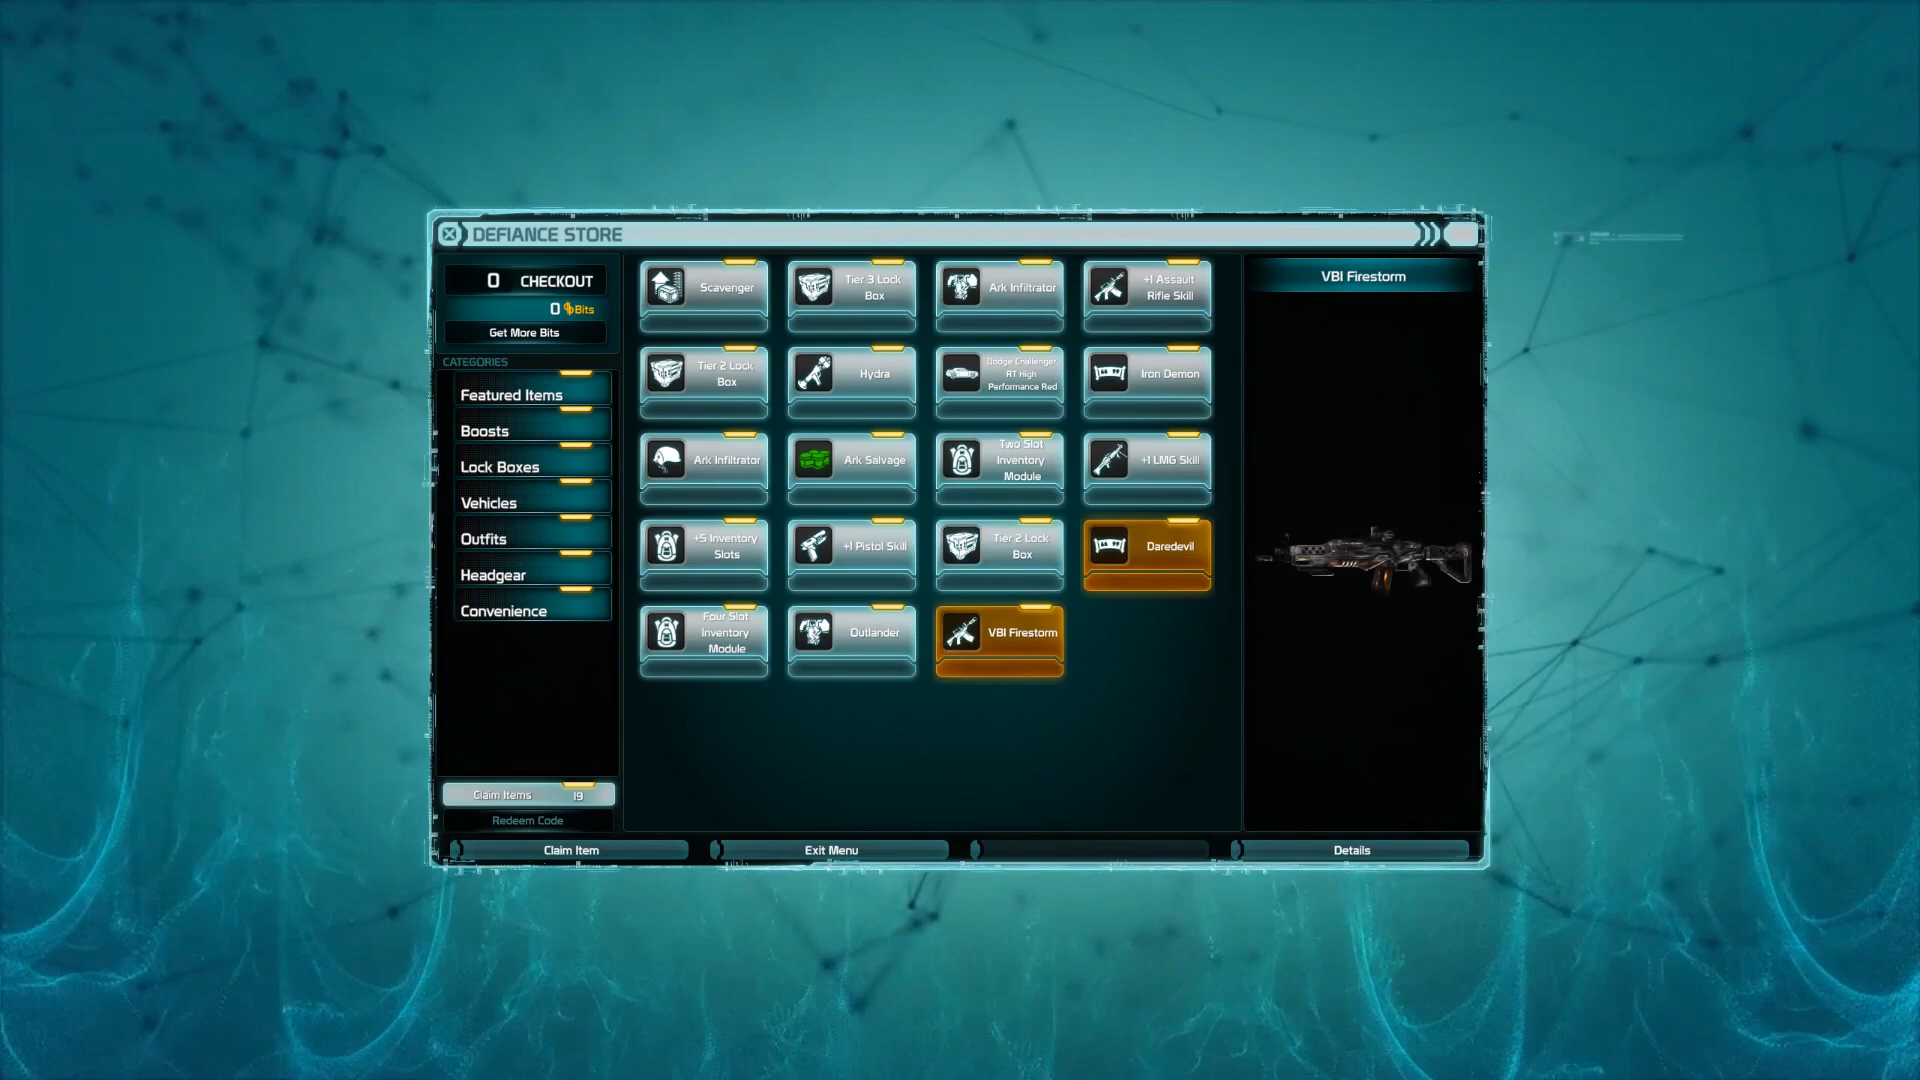 DEFIANCE STORE
0 CHECKOUT
0 $Bits
Get More Bits
CATEGORIES
Featured Items
Boosts
Lock Boxes
Vehicles
Outfits
Headgear
Convenience
Claim Items 19
Redeem Code
Scavenger
Tier 3 Lock
Box
Ark Infiltrator
+1 Assault
Rifle Skill
Tier 2 Lock
Box
Hydra
Dodge Challenger
RT High
Performance Red
Iron Demon
Ark Infiltrator
Ark Salvage
Two Slot
Inventory
Module
+1 LMG Skill
+5 Inventory
Slots
+1 Pistol Skill
Tier 2 Lock
Box
Daredevil
Four Slot
Inventory
Module
Outlander
VBI Firestorm
VBI Firestorm
Claim Item
Exit Menu
Details